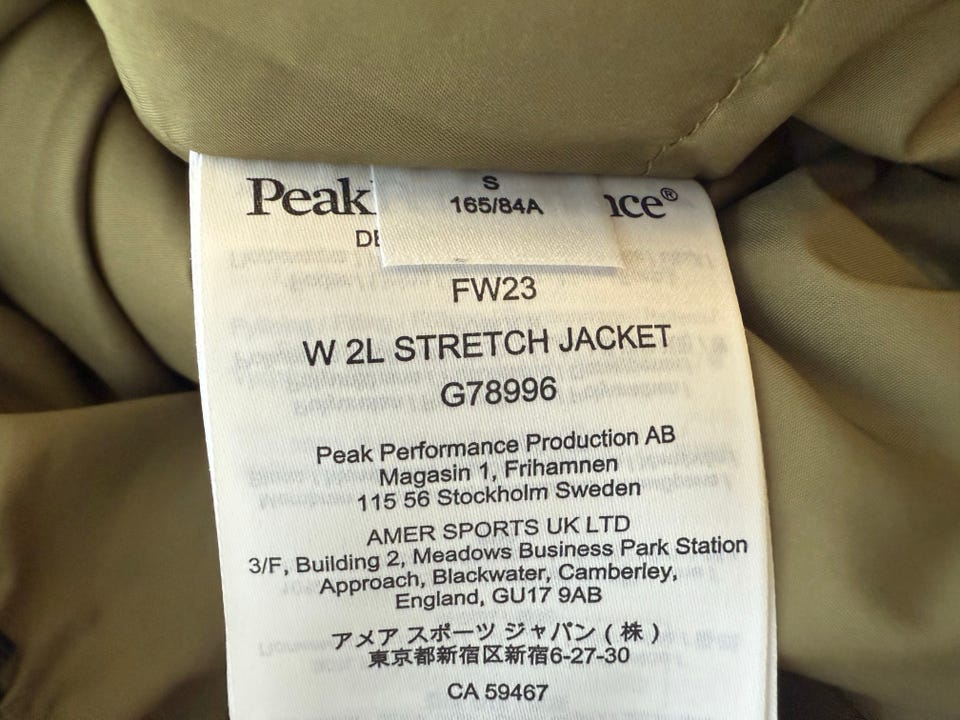 S
165/84A
Peak
FW23
W 2L STRETCH JACKET
G78996
Peak Performance Production AB
Magasin 1, Frihamnen
115 56 Stockholm Sweden
AMER SPORTS UK LTD
3/F, Building 2, Meadows Business Park Station
Approach, Blackwater, Camberley,
England, GU17 9AB
アメア スポーツ ジャパン ( 株 )
東京都新宿区新宿6-27-30
CA 59467